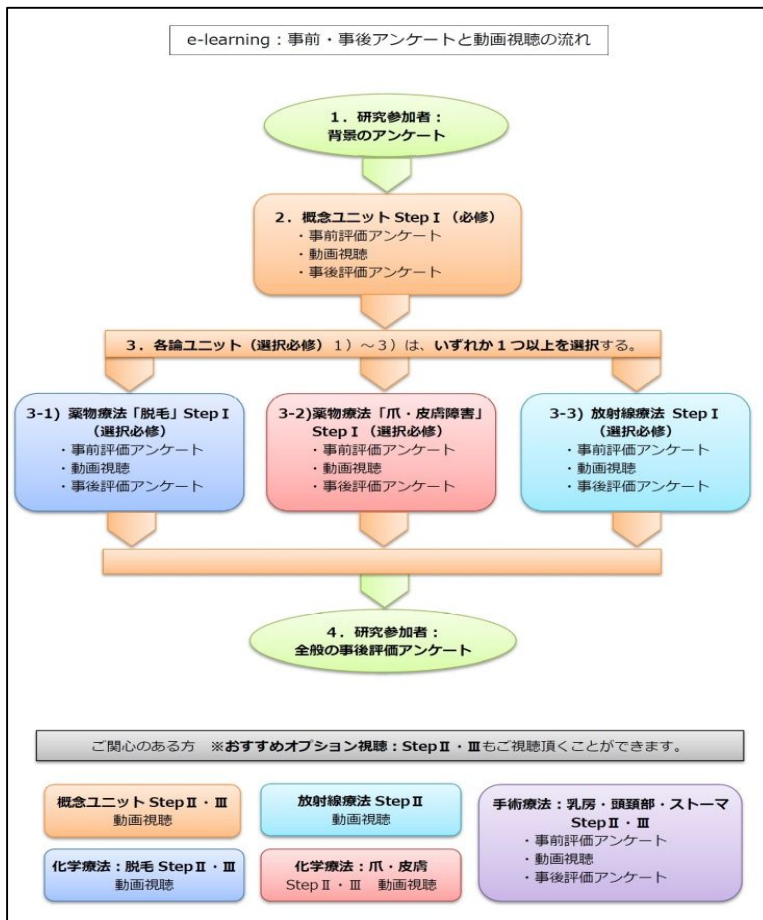 e-learning：事前・事後アンケートと動画視聴の流れ
1．研究参加者：
背景のアンケート
2．概念ユニット StepⅠ（必修）
・事前評価アンケート
・動画視聴
・事後評価アンケート
3．各論ユニット（選択必修）1）～3）は、いずれか１つ以上を選択する。
3-1) 薬物療法「脱毛」StepⅠ
（選択必修）
・事前評価アンケート
・動画視聴
・事後評価アンケート
3-2)薬物療法「爪・皮膚障害」
StepⅠ（選択必修）
・事前評価アンケート
・動画視聴
・事後評価アンケート
3-3) 放射線療法 StepⅠ
（選択必修）
・事前評価アンケート
・動画視聴
・事後評価アンケート
4．研究参加者：
全般の事後評価アンケート
ご関心のある方　※おすすめオプション視聴：StepⅡ・Ⅲもご視聴頂くことができます。
概念ユニット StepⅡ・Ⅲ
動画視聴
放射線療法 StepⅡ
動画視聴
手術療法：乳房・頭頚部・ストーマ
StepⅡ・Ⅲ
・事前評価アンケート
・動画視聴
・事後評価アンケート
化学療法：脱毛 StepⅡ・Ⅲ
動画視聴
化学療法：爪・皮膚
StepⅡ・Ⅲ　動画視聴